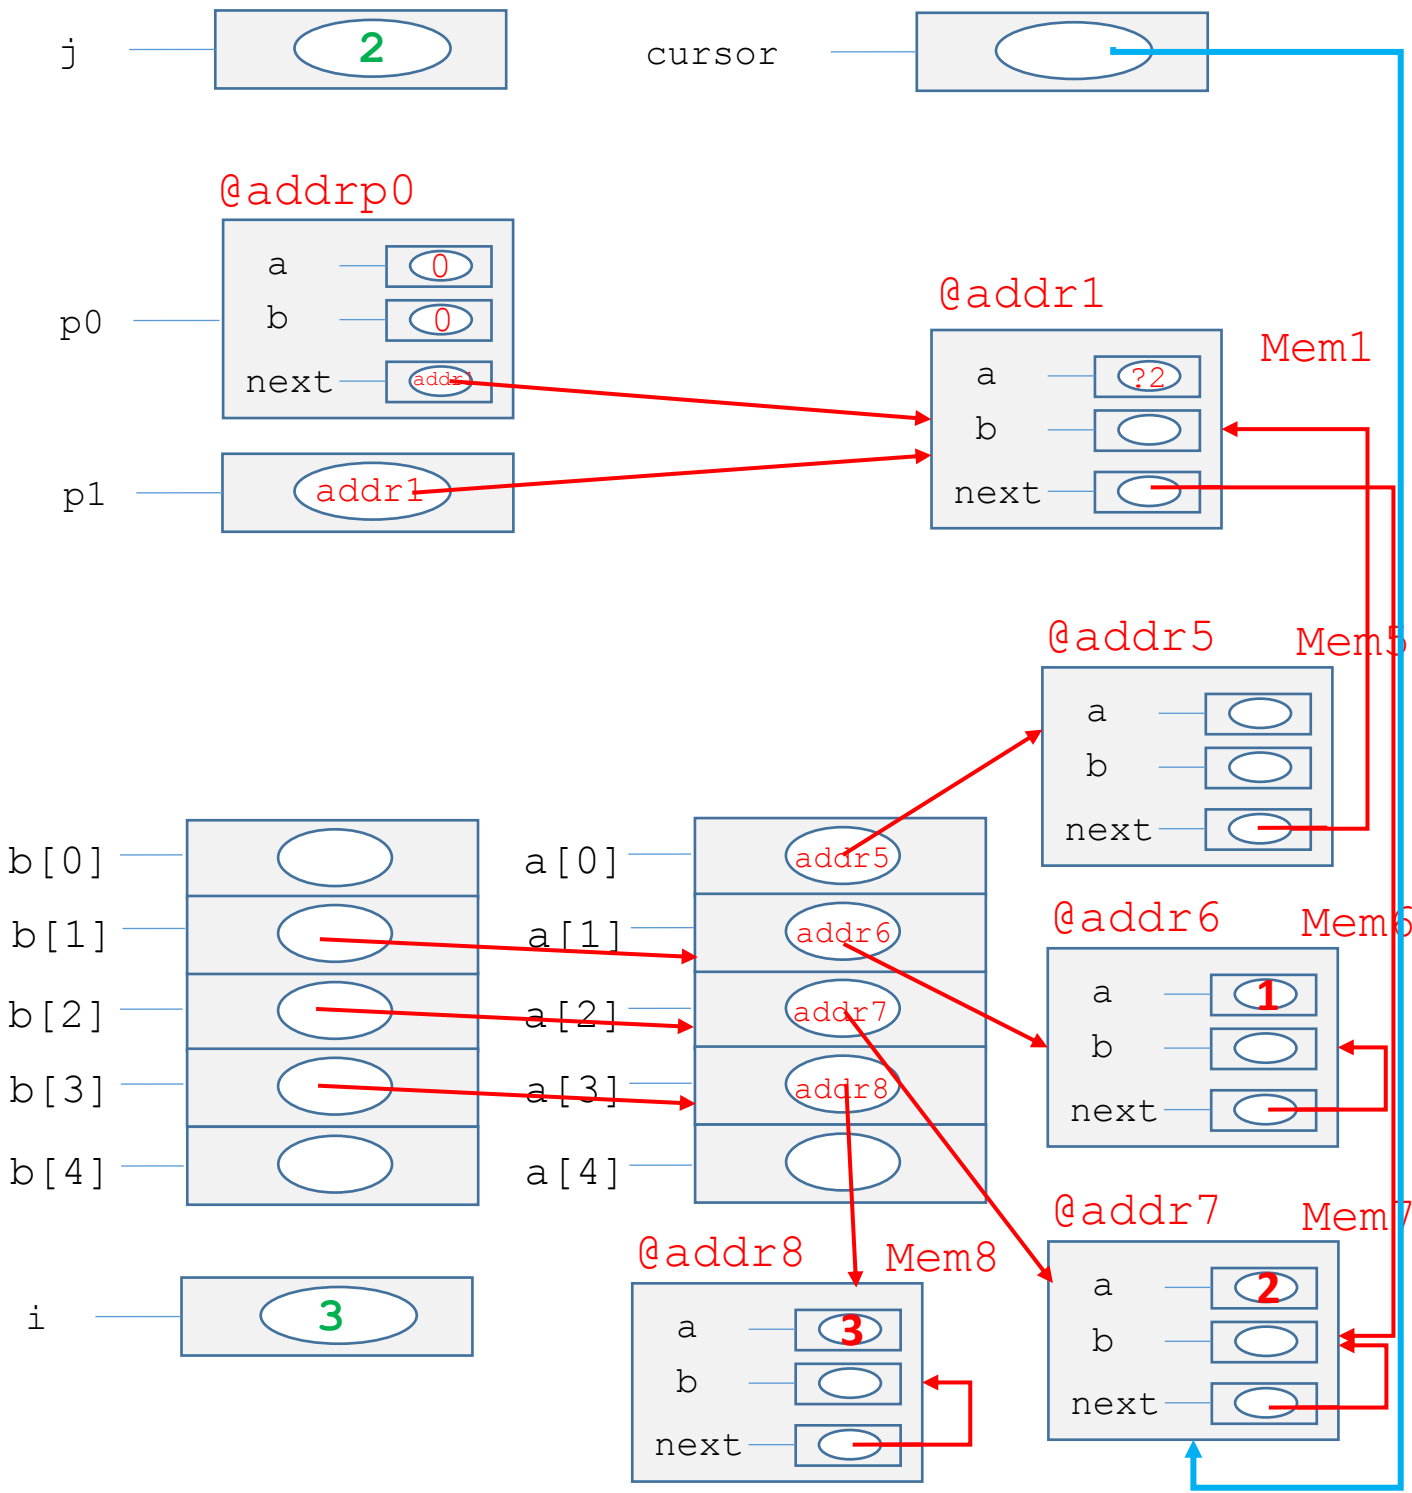 j 2
cursor
@addrp0
a 0
b 0
next addr1
p0
p1 addr1
@addr1
Mem1
a ?2
b
next
@addr5
Mem5
a
b
next
b[0]
b[1]
b[2]
b[3]
b[4]
a[0] addr5
a[1] addr6
a[2] addr7
a[3] addr8
a[4]
@addr6
Mem6
a 1
b
next
@addr7
Mem7
a 2
b
next
@addr8
Mem8
a 3
b
next
i 3